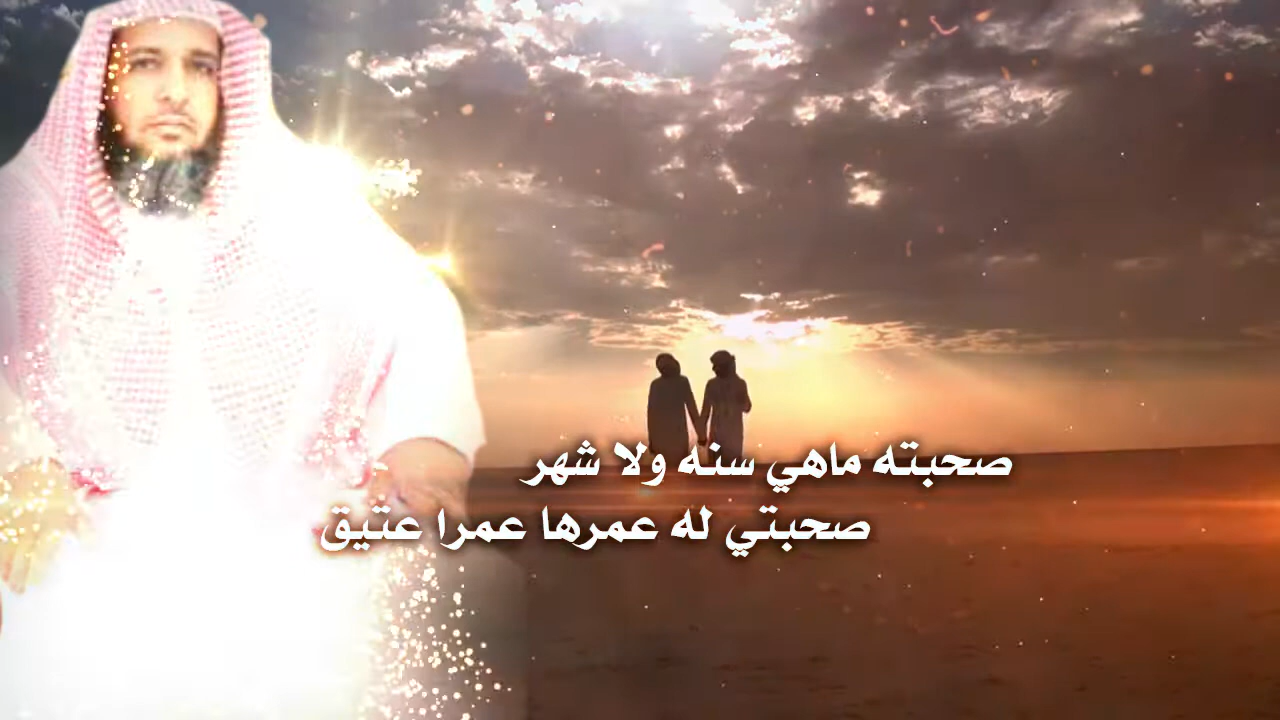 صحبته ماهي سنه ولا شهر
صحبتي له عمرها عمرا عتيق